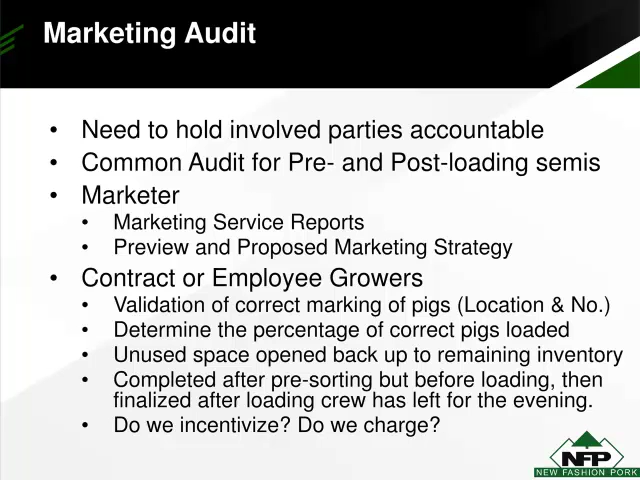 Marketing Audit
• Need to hold involved parties accountable
• Common Audit for Pre- and Post-loading semis
• Marketer
• Marketing Service Reports
• Preview and Proposed Marketing Strategy
• Contract or Employee Growers
• Validation of correct marking of pigs (Location & No.)
• Determine the percentage of correct pigs loaded
• Unused space opened back up to remaining inventory
• Completed after pre-sorting but before loading, then
finalized after loading crew has left for the evening.
• Do we incentivize? Do we charge?
NFP
NEW FASHION PORK